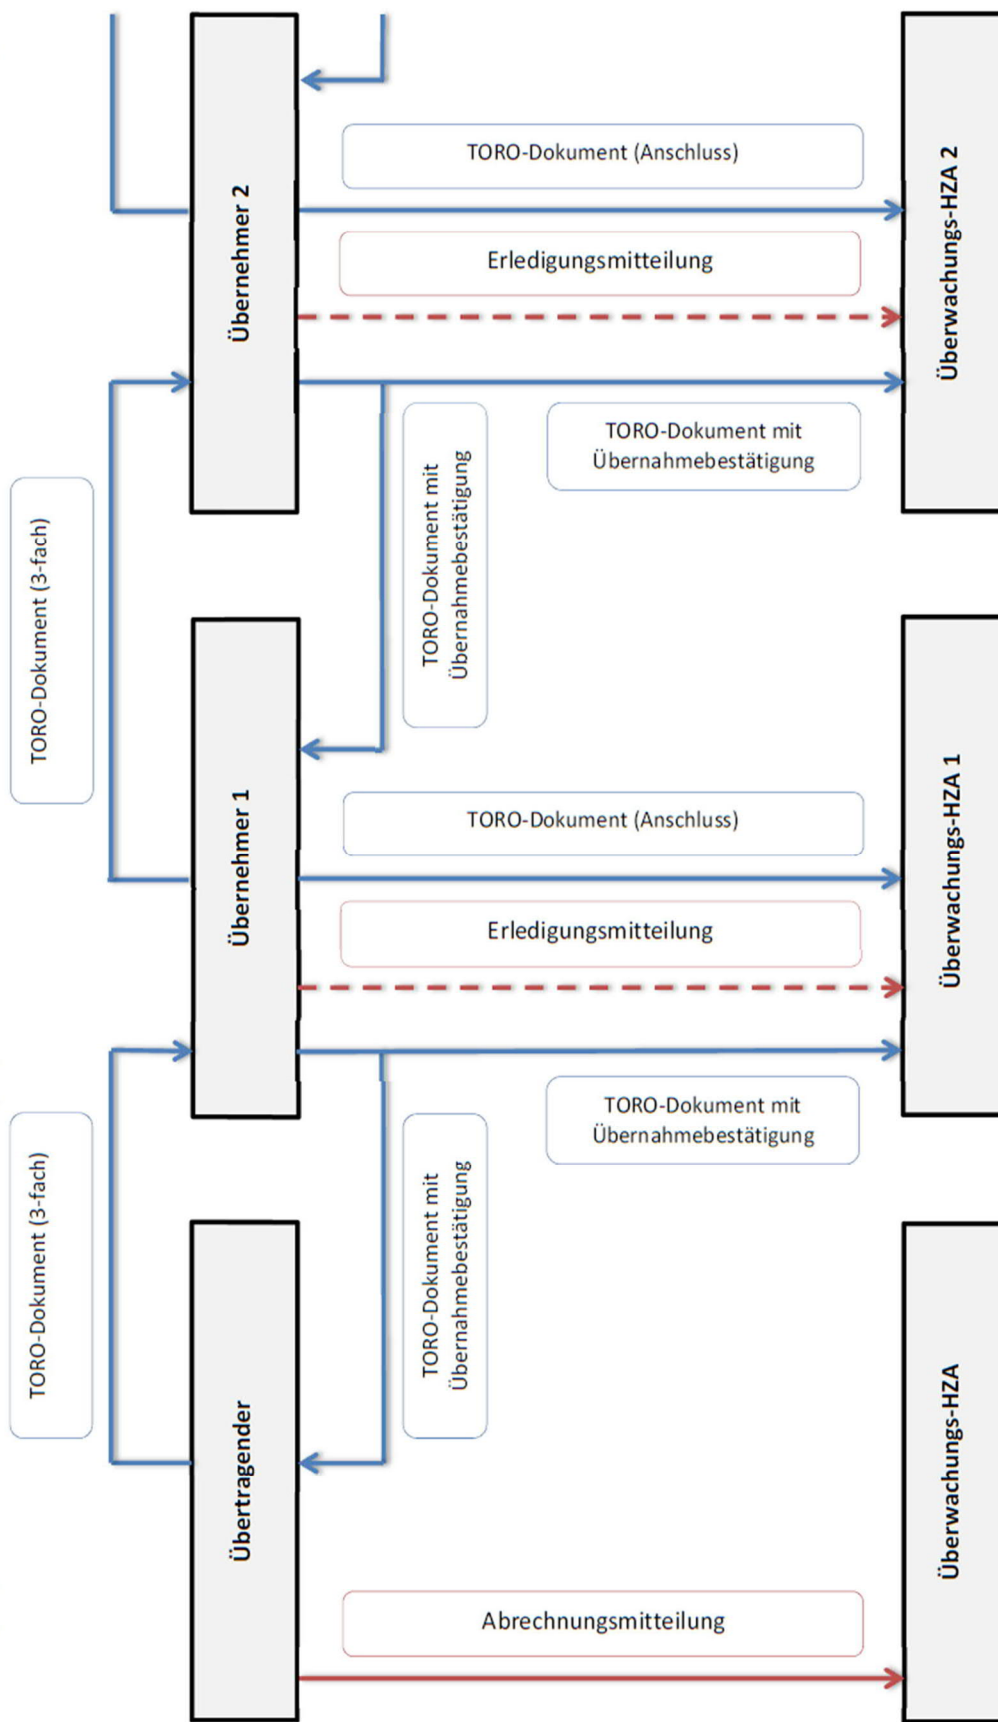 TORO-Dokument (Anschluss)
Übernehmer 2
Überwachungs-HZA 2
Erledigungsmitteilung
TORO-Dokument mit
Übernahmebestätigung
TORO-Dokument mit
Übernahmebestätigung
TORO-Dokument (3-fach)
TORO-Dokument (Anschluss)
Übernehmer 1
Überwachungs-HZA 1
Erledigungsmitteilung
TORO-Dokument mit
Übernahmebestätigung
TORO-Dokument mit
Übernahmebestätigung
TORO-Dokument (3-fach)
Übertragender
Überwachungs-HZA
Abrechnungsmitteilung